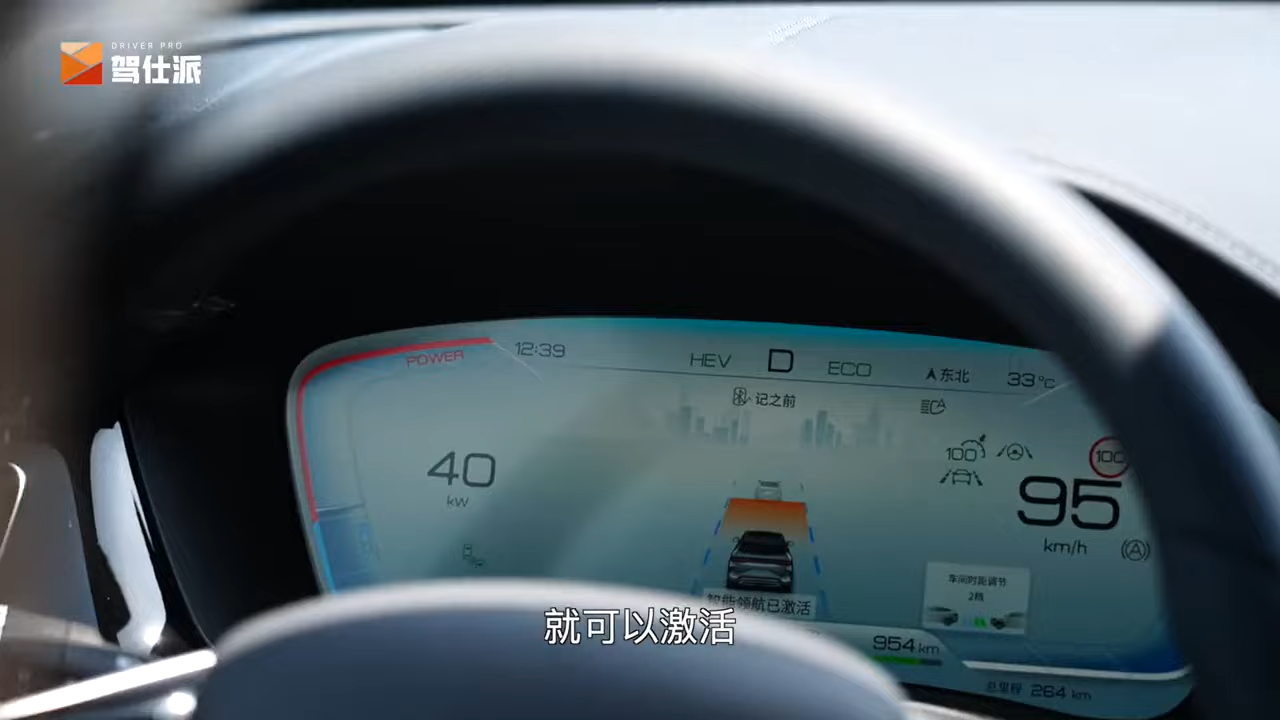 DRIVER PRO
驾仕派
POWER
12:39
HEV
D
ECO
东北
33°C
记之前
40
kW
100
100
95
km/h
A
车间时距调节
2档
智能领航已激活
就可以激活
954 km
总里程 264 km